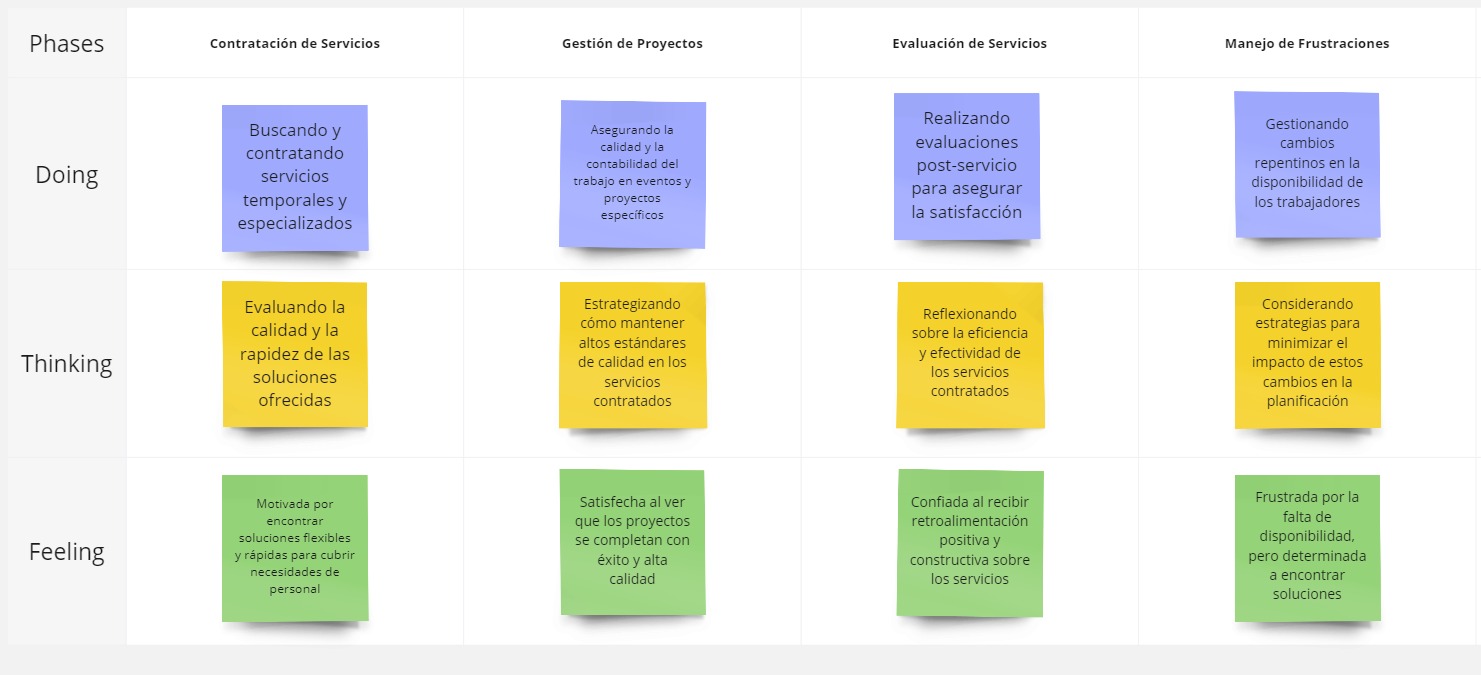 Phases
Contratación de Servicios
Gestión de Proyectos
Evaluación de Servicios
Manejo de Frustraciones
Doing
Buscando y
contratando
servicios
temporales y
especializados
Asegurando la
calidad y la
contabilidad del
trabajo en eventos y
proyectos
específicos
Realizando
evaluaciones
post-servicio
para asegurar
la satisfacción
Gestionando
cambios
repentinos en la
disponibilidad de
los trabajadores
Thinking
Evaluando la
calidad y la
rapidez de las
soluciones
ofrecidas
Estrategizando
cómo mantener
altos estándares
de calidad en los
servicios
contratados
Reflexionando
sobre la eficiencia
y efectividad de
los servicios
contratados
Considerando
estrategias para
minimizar el
impacto de estos
cambios en la
planificación
Feeling
Motivada por
encontrar
soluciones flexibles
y rápidas para cubrir
necesidades de
personal
Satisfecha al ver
que los proyectos
se completan con
éxito y alta
calidad
Confiada al recibir
retroalimentación
positiva y
constructiva sobre
los servicios
Frustrada por la
falta de
disponibilidad,
pero determinada
a encontrar
soluciones